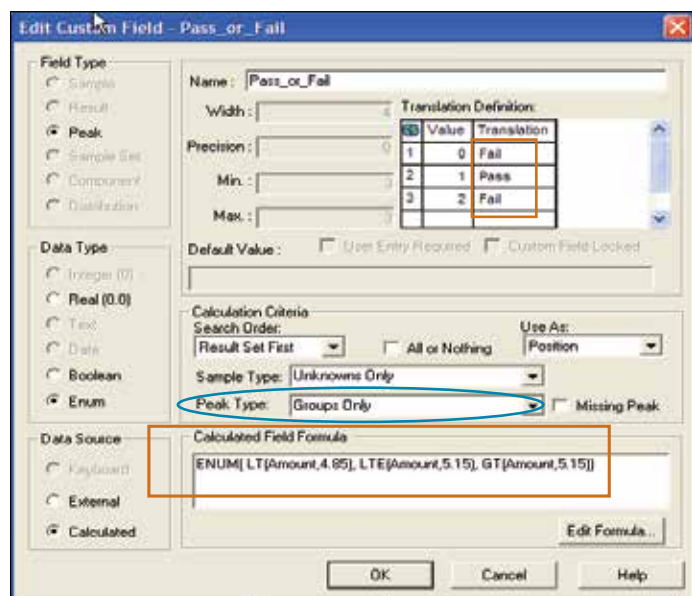 Edit Custom Field - Pass_or_Fail
Field Type
Sample
Result
Peak
Sample Set
Component
Distribution
Data Type
Integer (0)
Real (0.0)
Text
Date
Boolean
Enum
Data Source
Keyboard
External
Calculated
Name : Pass_or_Fail
Width :
Precision : 0
Min. :
Max. :
Translation Definition:
Value Translation
1 0 Fail
2 1 Pass
3 2 Fail
Default Value : User Entry Required Custom Field Locked
Calculation Criteria
Search Order: Use As:
Result Set First All or Nothing Position
Sample Type: Unknowns Only
Peak Type: Groups Only Missing Peak
Calculated Field Formula
ENUM( LT(Amount,4.85), LTE(Amount,5.15), GT(Amount,5.15))
Edit Formula...
OK Cancel Help